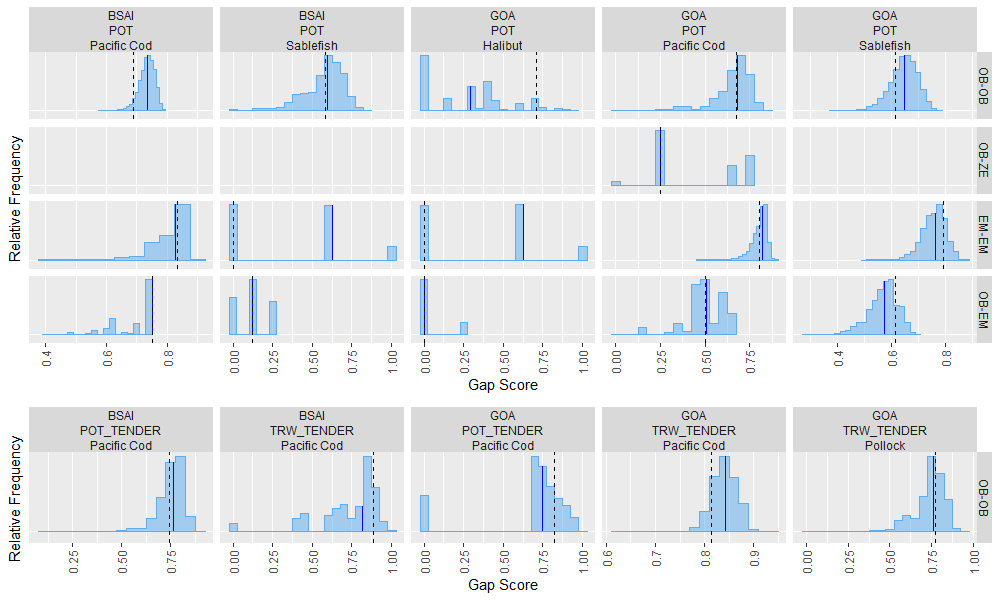 BSAI
POT
Pacific Cod
BSAI
POT
Sablefish
GOA
POT
Halibut
GOA
POT
Pacific Cod
GOA
POT
Sablefish
OB-OB
OB-ZE
EM-EM
OB-EM
Relative Frequency
0.4 0.6 0.8
0.00 0.25 0.50 0.75 1.00
0.00 0.25 0.50 0.75 1.00
0.00 0.25 0.50 0.75
0.4 0.6 0.8
Gap Score
BSAI
POT_TENDER
Pacific Cod
BSAI
TRW_TENDER
Pacific Cod
GOA
POT_TENDER
Pacific Cod
GOA
TRW_TENDER
Pacific Cod
GOA
TRW_TENDER
Pollock
OB-OB
Relative Frequency
0.25 0.50 0.75
0.00 0.25 0.50 0.75 1.00
0.00 0.25 0.50 0.75 1.00
0.6 0.7 0.8 0.9
0.00 0.25 0.50 0.75 1.00
Gap Score